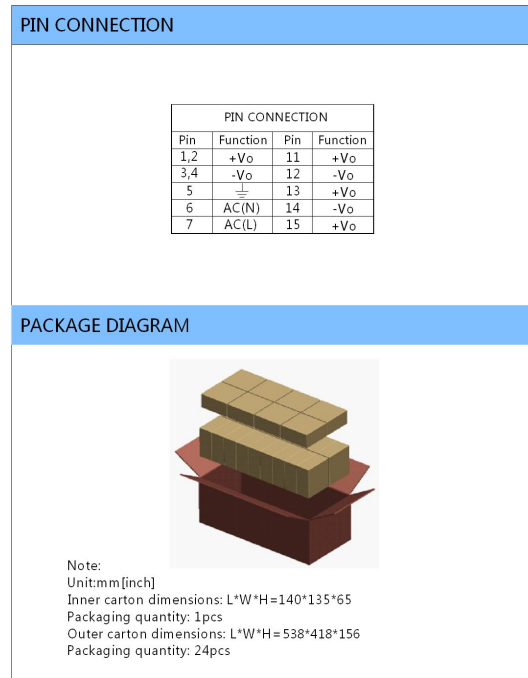 PIN CONNECTION
PIN CONNECTION
Pin Function Pin Function
1,2 +Vo 11 +Vo
3,4 -Vo 12 -Vo
5 ⏚ 13 +Vo
6 AC(N) 14 -Vo
7 AC(L) 15 +Vo
PACKAGE DIAGRAM
Note:
Unit:mm[inch]
Inner carton dimensions: L*W*H=140*135*65
Packaging quantity: 1pcs
Outer carton dimensions: L*W*H=538*418*156
Packaging quantity: 24pcs